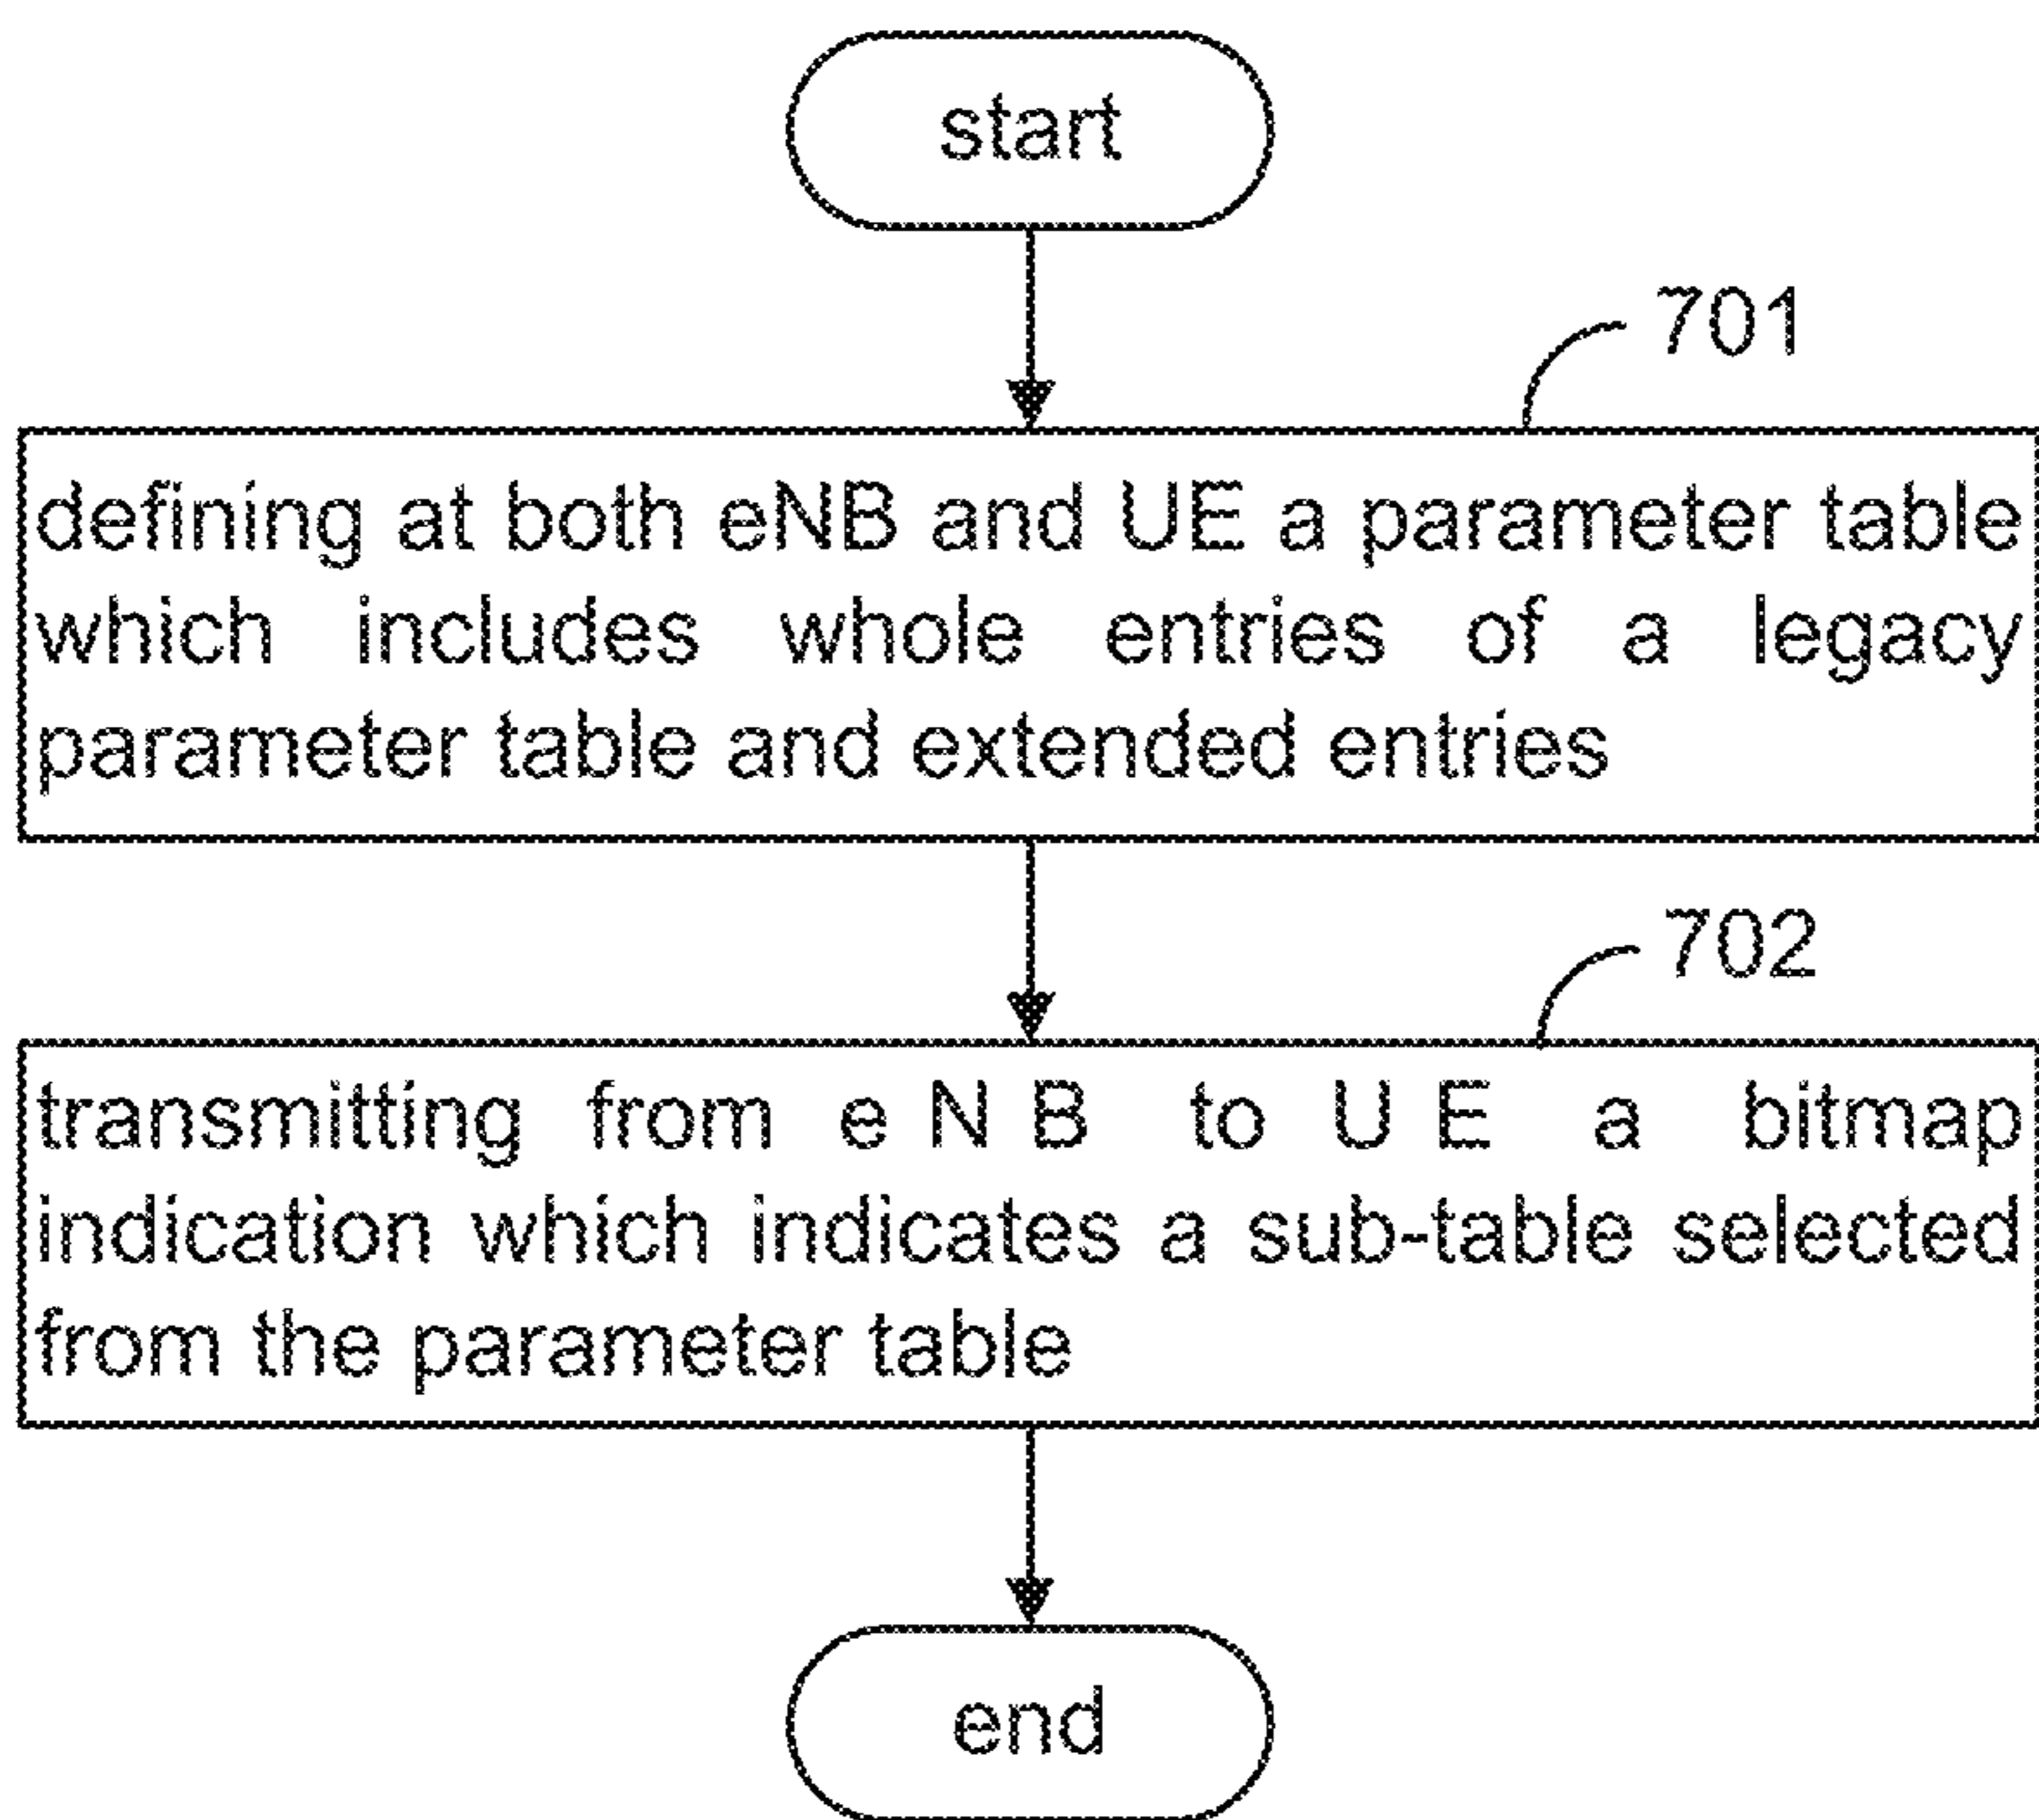 start
701
defining at both eNB and UE a parameter table
which includes whole entries of a legacy
parameter table and extended entries
702
transmitting from e N B to U E a bitmap
indication which indicates a sub-table selected
from the parameter table
end